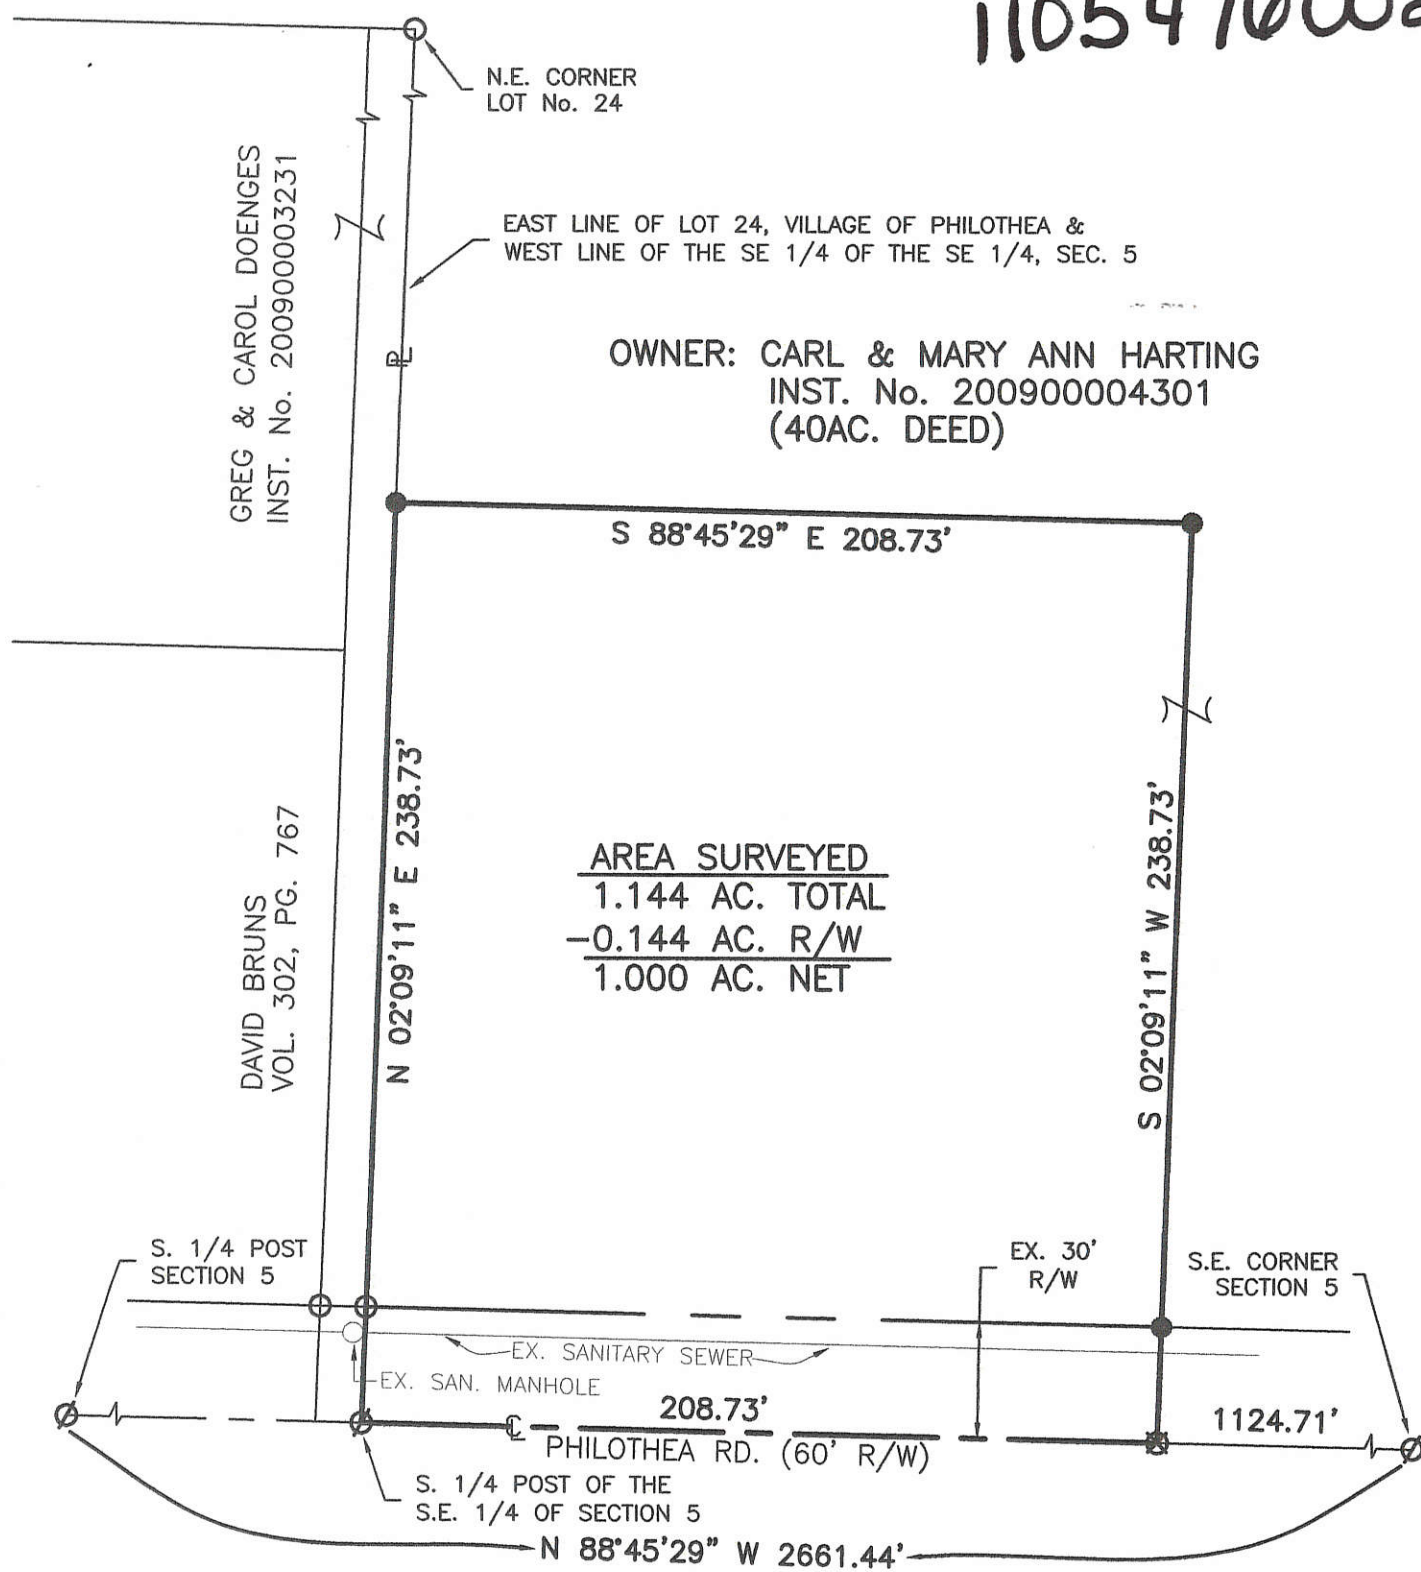 N.E. CORNER
LOT No. 24
GREG & CAROL DOENGES
INST. No. 200900003231
EAST LINE OF LOT 24, VILLAGE OF PHILOTHEA &
WEST LINE OF THE SE 1/4 OF THE SE 1/4, SEC. 5
PL
OWNER: CARL & MARY ANN HARTING
INST. No. 200900004301
(40AC. DEED)
S 88°45'29" E 208.73'
N 02°09'11" E 238.73'
S 02°09'11" W 238.73'
AREA SURVEYED
1.144 AC. TOTAL
-0.144 AC. R/W
1.000 AC. NET
DAVID BRUNS
VOL. 302, PG. 767
S. 1/4 POST
SECTION 5
EX. 30'
R/W
S.E. CORNER
SECTION 5
EX. SANITARY SEWER
EX. SAN. MANHOLE
208.73'
1124.71'
CL
PHILOTHEA RD. (60' R/W)
S. 1/4 POST OF THE
S.E. 1/4 OF SECTION 5
N 88°45'29" W 2661.44'